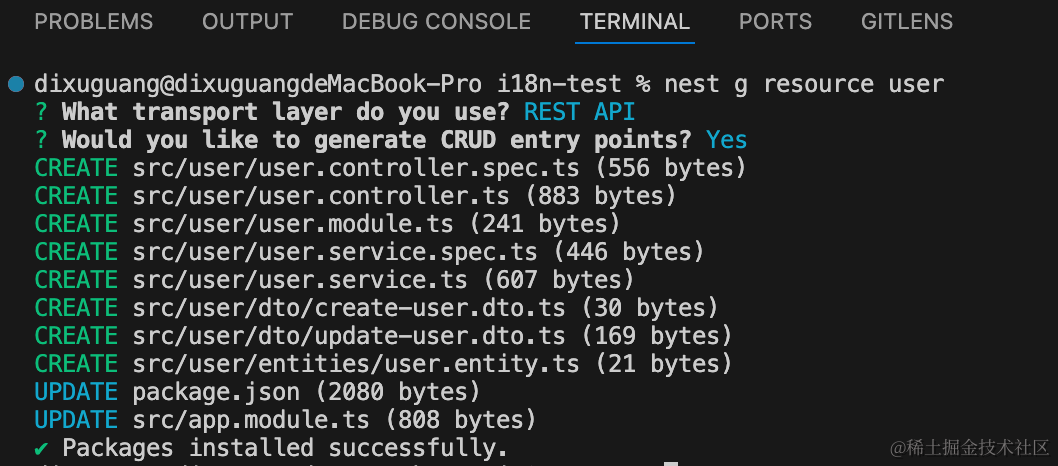 PROBLEMS OUTPUT DEBUG CONSOLE TERMINAL PORTS GITLENS
dixuguang@dixuguangdeMacBook-Pro i18n-test % nest g resource user
? What transport layer do you use? REST API
? Would you like to generate CRUD entry points? Yes
CREATE src/user/user.controller.spec.ts (556 bytes)
CREATE src/user/user.controller.ts (883 bytes)
CREATE src/user/user.module.ts (241 bytes)
CREATE src/user/user.service.spec.ts (446 bytes)
CREATE src/user/user.service.ts (607 bytes)
CREATE src/user/dto/create-user.dto.ts (30 bytes)
CREATE src/user/dto/update-user.dto.ts (169 bytes)
CREATE src/user/entities/user.entity.ts (21 bytes)
UPDATE package.json (2080 bytes)
UPDATE src/app.module.ts (808 bytes)
✔ Packages installed successfully.
@稀土掘金技术社区